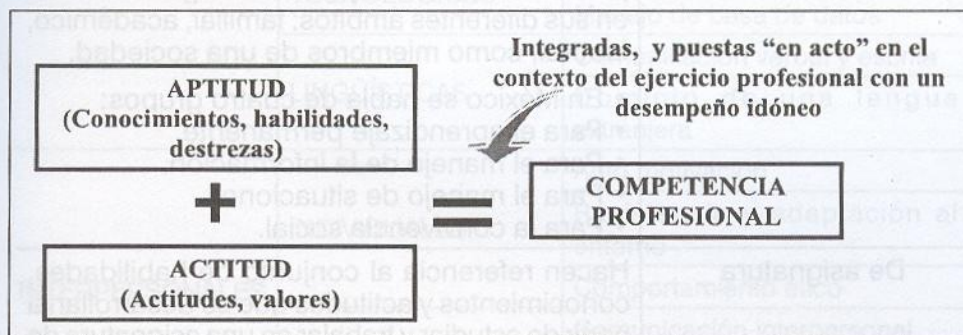 Integradas, y puestas “en acto” en el
contexto del ejercicio profesional con un
desempeño idóneo
APTITUD
(Conocimientos, habilidades,
destrezas)
+
ACTITUD
(Actitudes, valores)
=
COMPETENCIA
PROFESIONAL